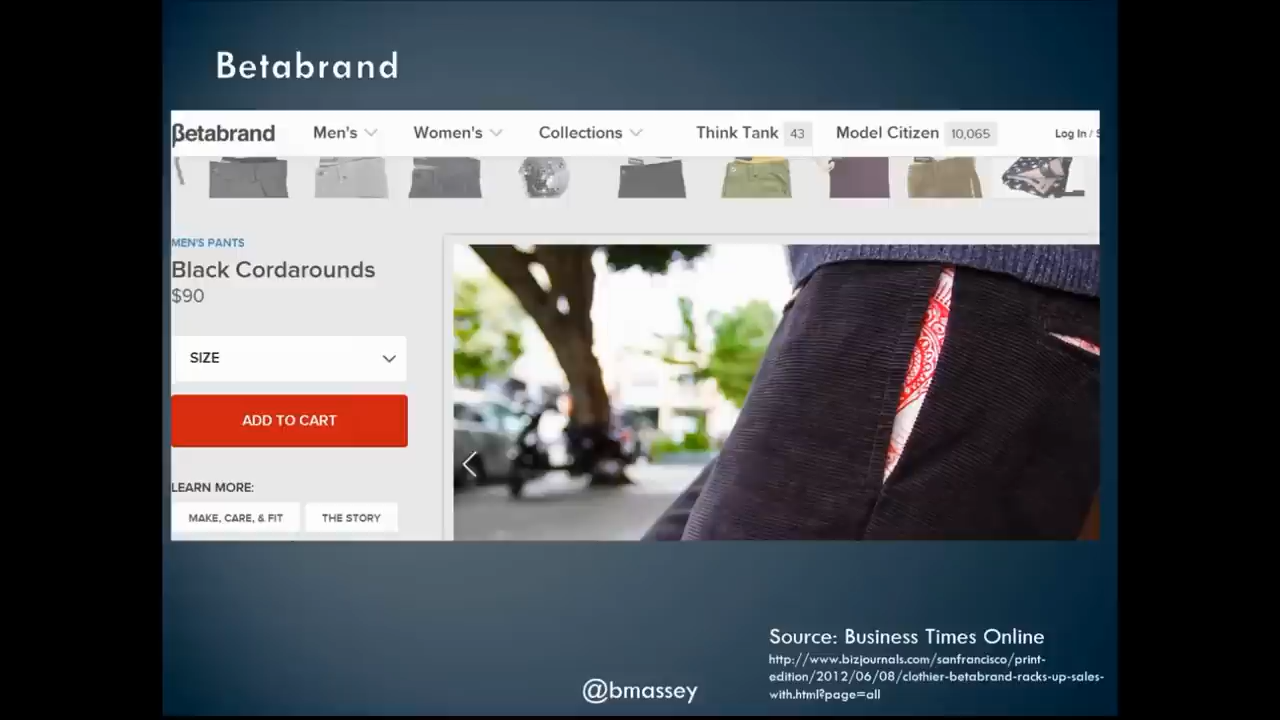 Betabrand
βetabrand Men's Women's Collections Think Tank 43 Model Citizen 10,065 Log In / S
MEN'S PANTS
Black Cordarounds
$90
SIZE
ADD TO CART
LEARN MORE:
MAKE, CARE, & FIT THE STORY
Source: Business Times Online
http://www.bizjournals.com/sanfrancisco/print-
edition/2012/06/08/clothier-betabrand-racks-up-sales-
with.html?page=all
@bmassey